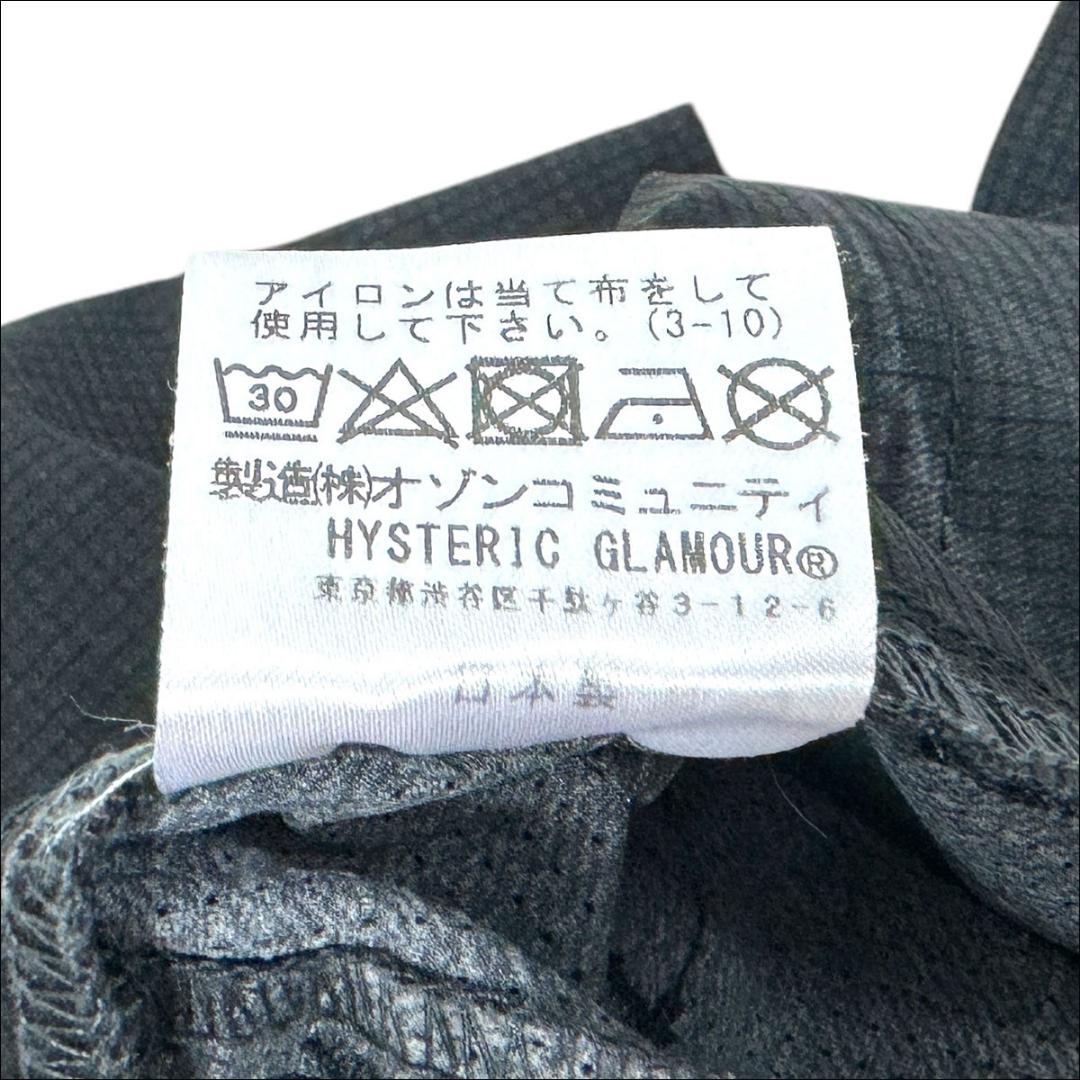 アイロンは当て布をして
使用して下さい。(3-10)
30
製造(株)オゾンコミュニティ
HYSTERIC GLAMOUR®
東京都渋谷区千駄ヶ谷3-12-6
日本製